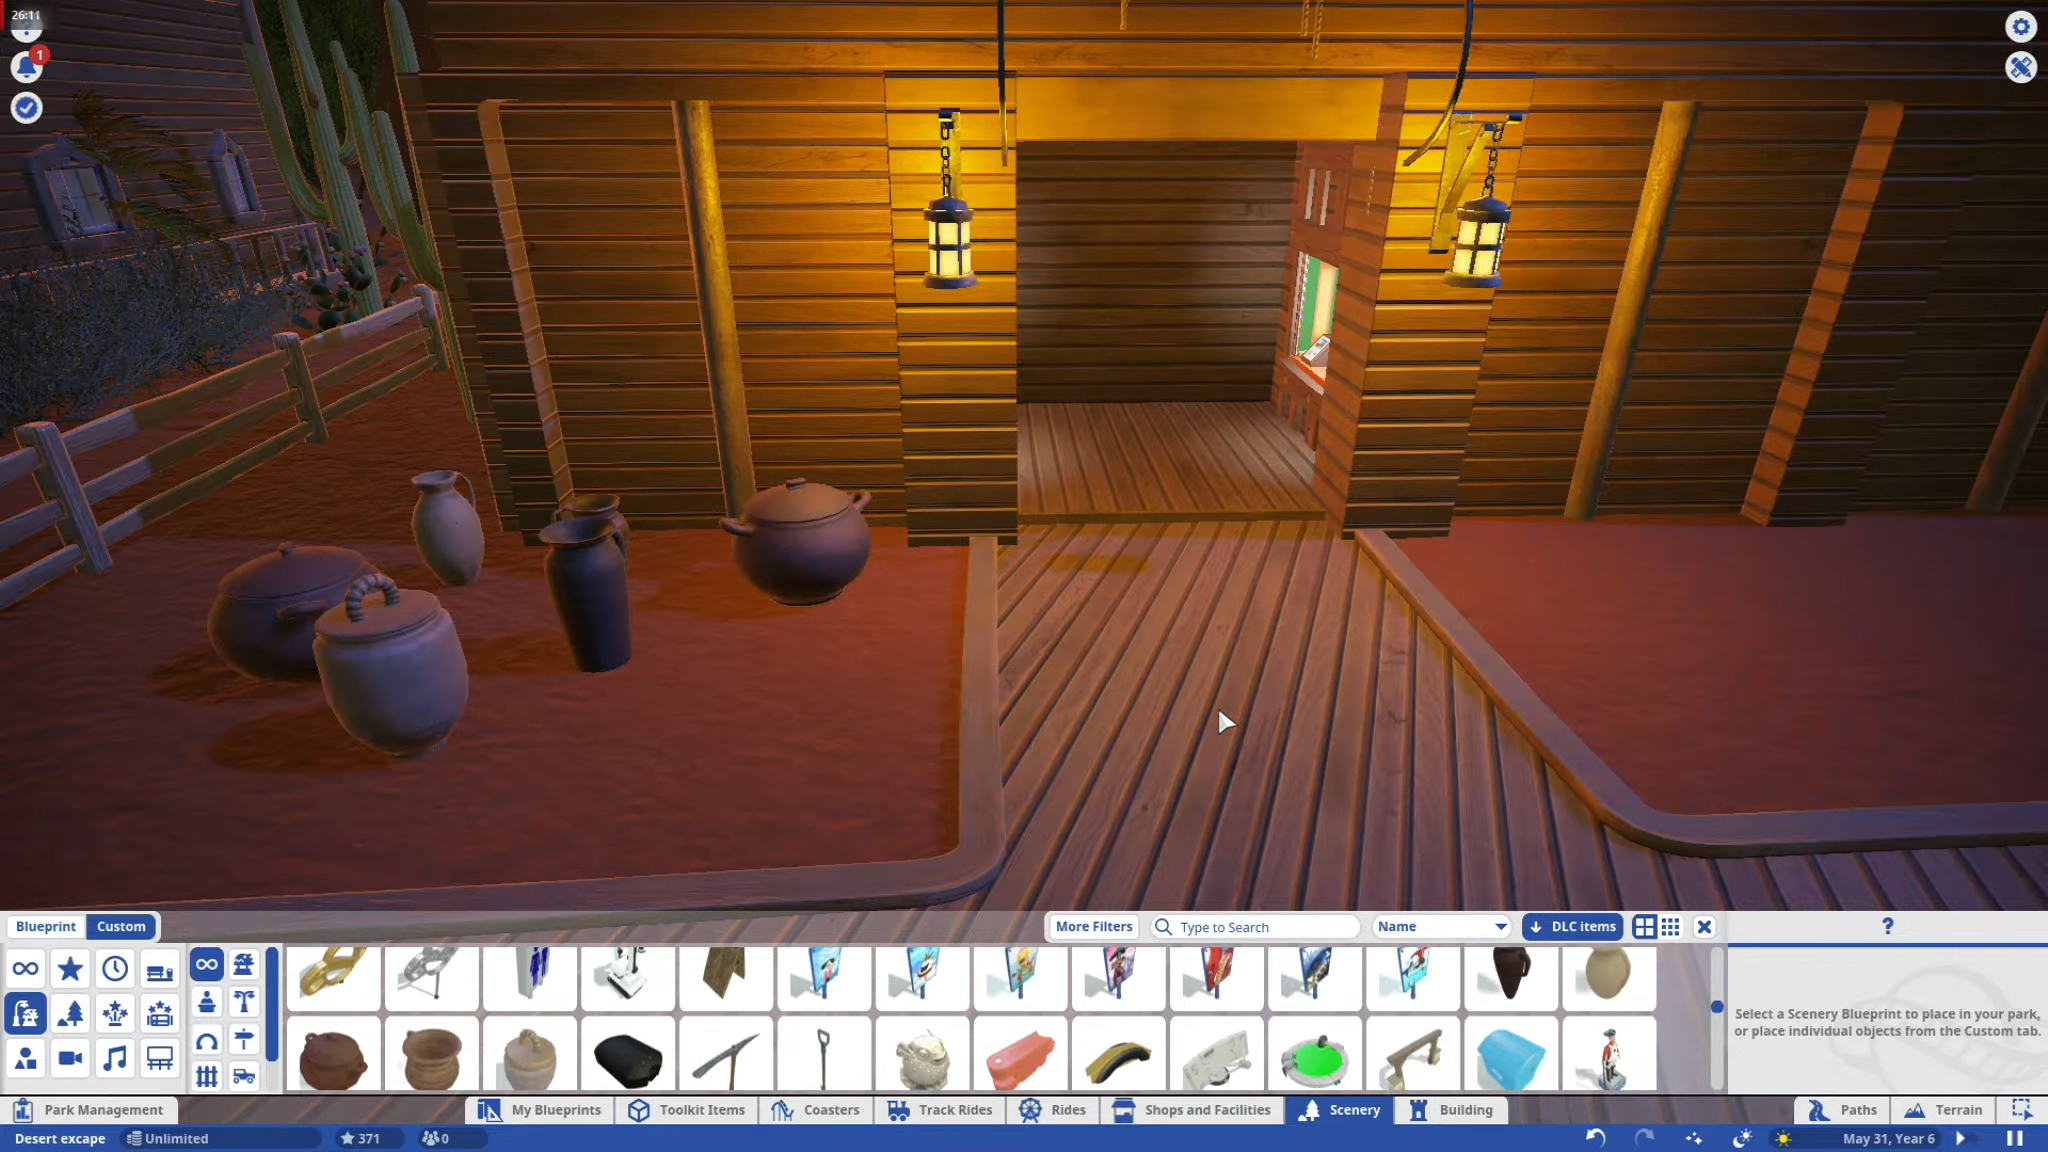 26:11
1
Blueprint
Custom
More Filters
Type to Search
Name
DLC items
?
Select a Scenery Blueprint to place in your park,
or place individual objects from the Custom tab.
Park Management
My Blueprints
Toolkit Items
Coasters
Track Rides
Rides
Shops and Facilities
Scenery
Building
Paths
Terrain
Desert escape
Unlimited
371
0
May 31, Year 6